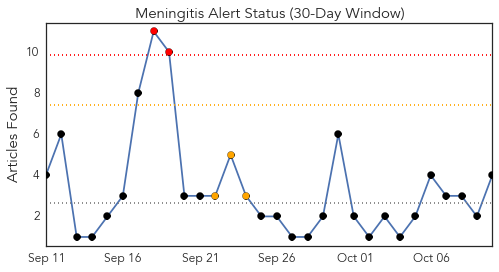 Meningitis Alert Status (30-Day Window)
Articles Found
10
8
6
4
2
Sep 11 Sep 16 Sep 21 Sep 26 Oct 01 Oct 06